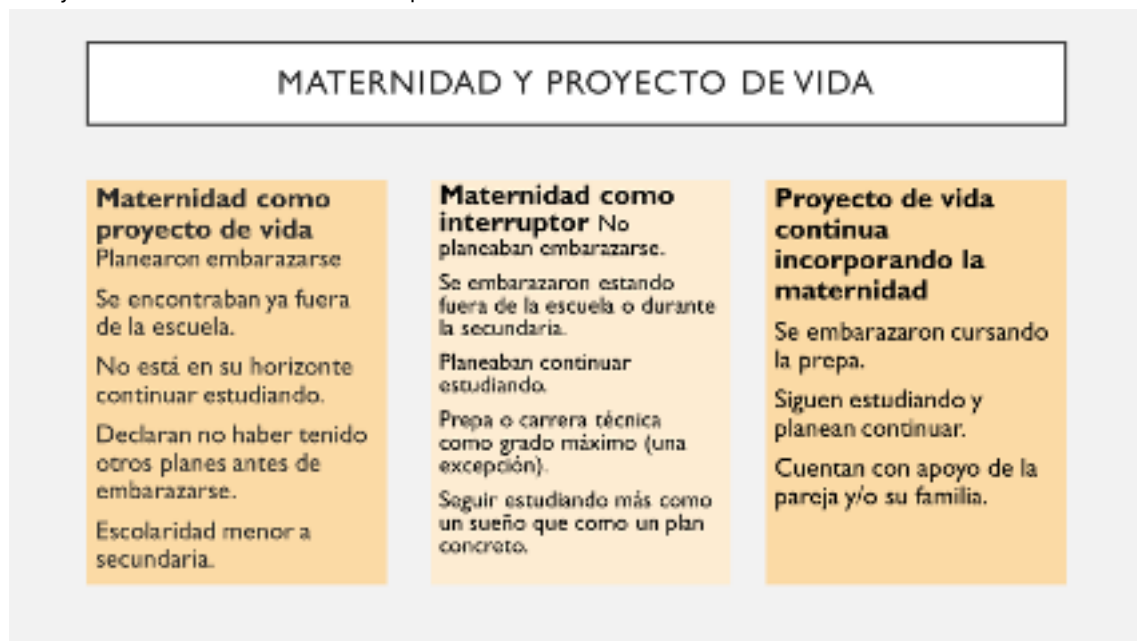 MATERNIDAD Y PROYECTO DE VIDA
Maternidad como
proyecto de vida
Planearon embarazarse
Se encontraban ya fuera
de la escuela.
No está en su horizonte
continuar estudiando.
Declaran no haber tenido
otros planes antes de
embarazarse.
Escolaridad menor a
secundaria.
Maternidad como
interruptor No
planeaban embarazarse.
Se embarazaron estando
fuera de la escuela o durante
la secundaria.
Planeaban continuar
estudiando.
Prepa o carrera técnica
como grado máximo (una
excepción).
Seguir estudiando más como
un sueño que como un plan
concreto.
Proyecto de vida
continua
incorporando la
maternidad
Se embarazaron cursando
la prepa.
Siguen estudiando y
planean continuar.
Cuentan con apoyo de la
pareja y/o su familia.